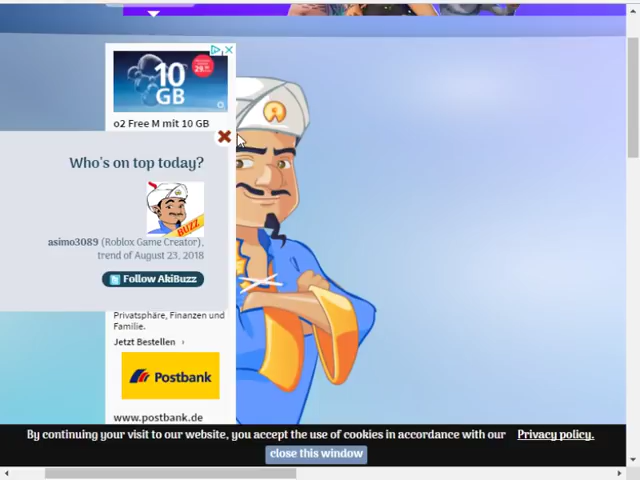 10
GB
29.99
o2 Free M mit 10 GB
Who's on top today?
BUZZ
asimo3089 (Roblox Game Creator),
trend of August 23, 2018
Follow AkiBuzz
Privatsphäre, Finanzen und
Familie.
Jetzt Bestellen ›
Postbank
www.postbank.de
By continuing your visit to our website, you accept the use of cookies in accordance with our Privacy policy.
close this window